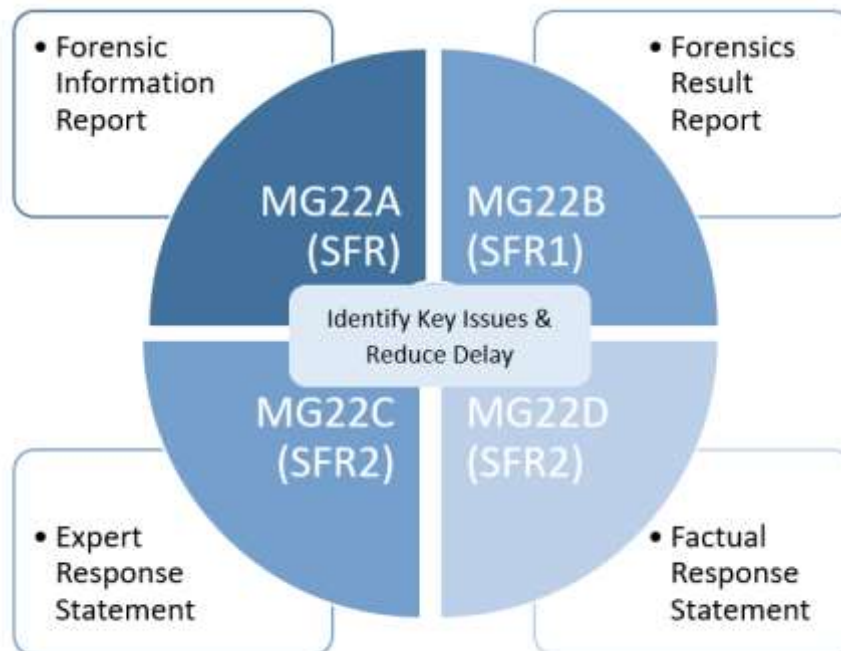 • Forensic
Information
Report
• Forensics
Result
Report
MG22A
(SFR)
MG22B
(SFR1)
Identify Key Issues &
Reduce Delay
MG22C
(SFR2)
MG22D
(SFR2)
• Expert
Response
Statement
• Factual
Response
Statement